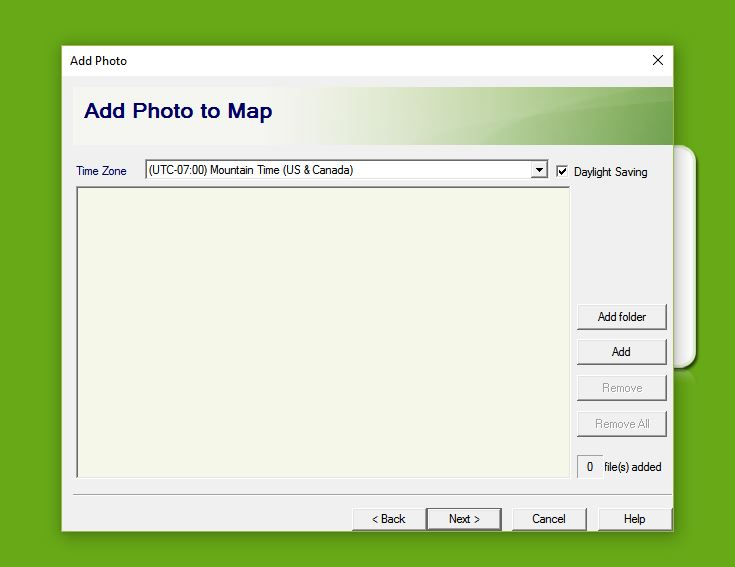 Add Photo
Add Photo to Map
Time Zone (UTC-07:00) Mountain Time (US & Canada) Daylight Saving
Add folder
Add
Remove
Remove All
0 file(s) added
< Back Next > Cancel Help